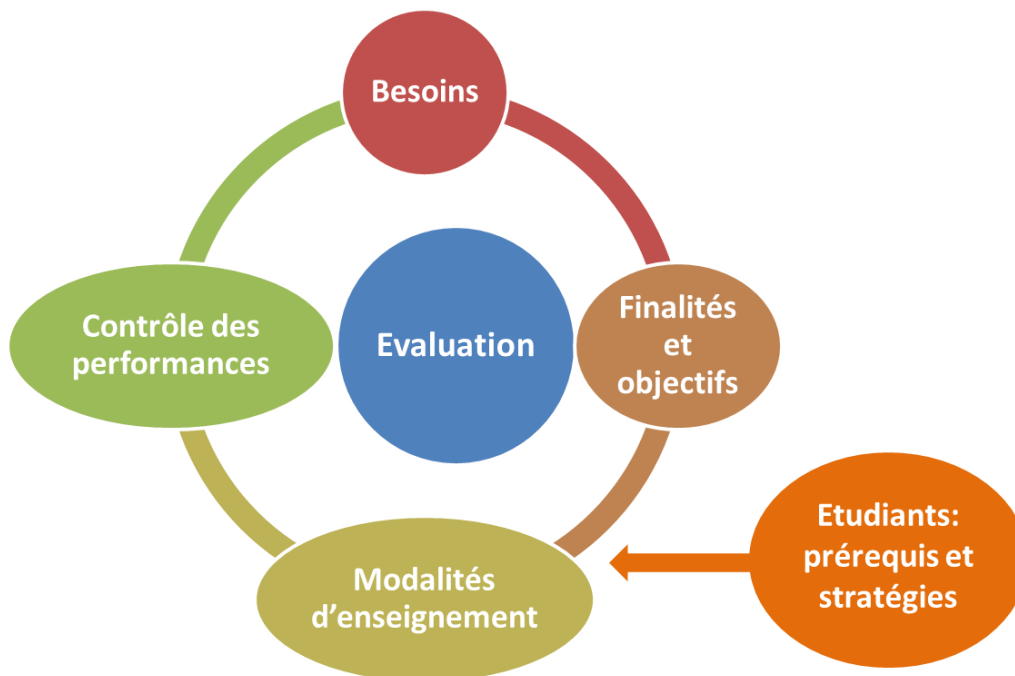 Besoins
Contrôle des
performances
Evaluation
Finalités
et
objectifs
Modalités
d’enseignement
Etudiants:
prérequis et
stratégies